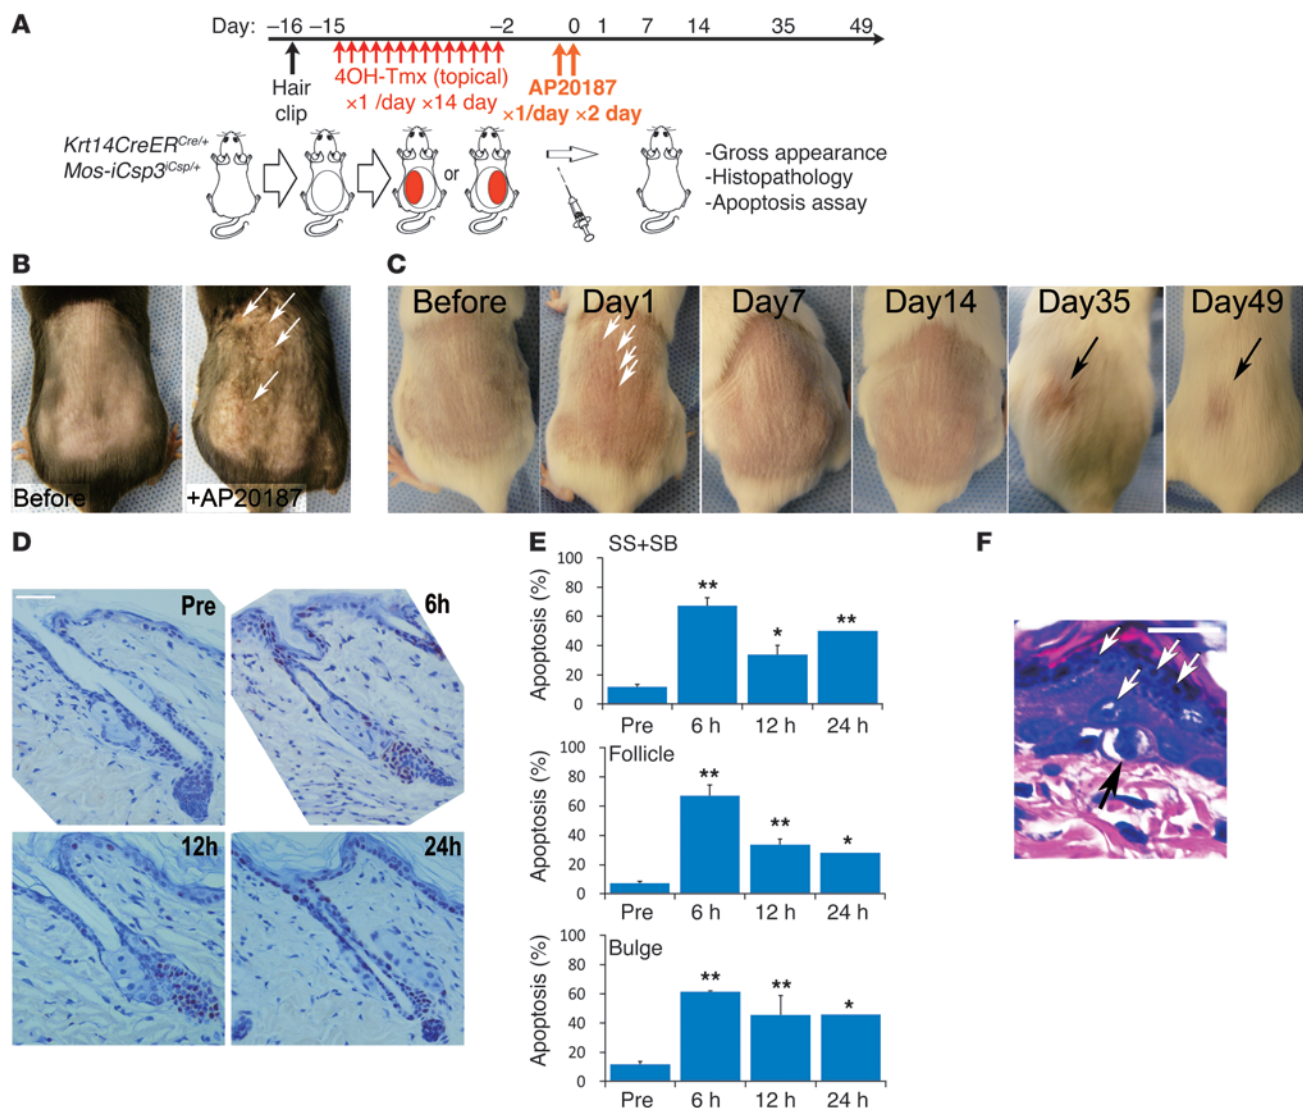 A
Day: –16 –15 –2 0 1 7 14 35 49
Hair
clip
4OH-Tmx (topical)
×1 /day ×14 day
AP20187
×1/day ×2 day
Krt14CreER^Cre/+
Mos-iCsp3^iCsp/+
or
-Gross appearance
-Histopathology
-Apoptosis assay
B
Before
+AP20187
C
Before
Day1
Day7
Day14
Day35
Day49
D
Pre
6h
12h
24h
E
SS+SB
Apoptosis (%)
100
80
60
40
20
0
**
*
**
Pre 6 h 12 h 24 h
Follicle
Apoptosis (%)
100
80
60
40
20
0
**
**
*
Pre 6 h 12 h 24 h
Bulge
Apoptosis (%)
100
80
60
40
20
0
**
**
*
Pre 6 h 12 h 24 h
F